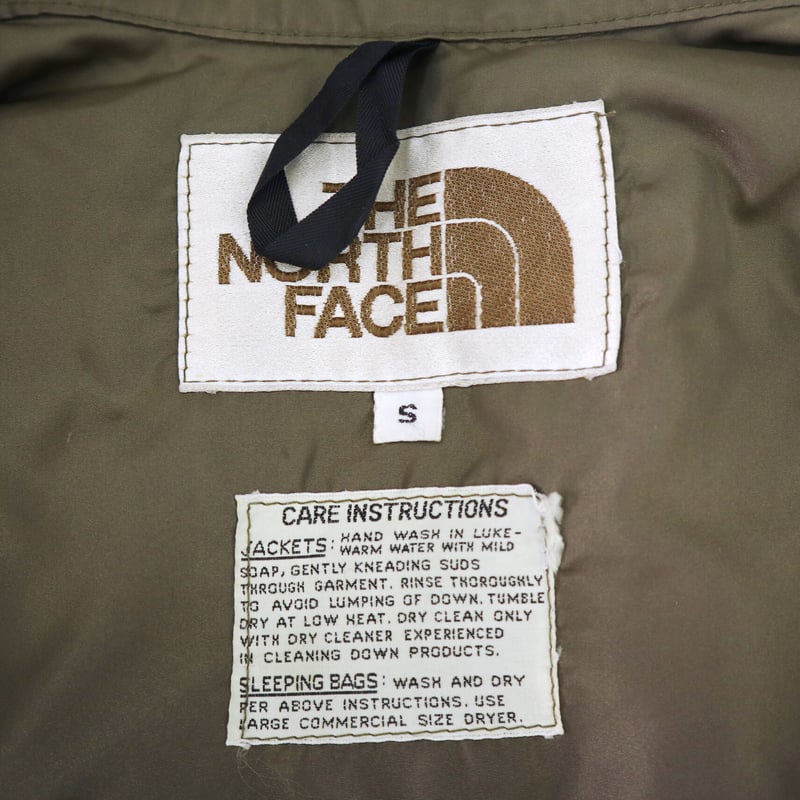 THE
NORTH
FACE
S
CARE INSTRUCTIONS
JACKETS: HAND WASH IN LUKE-
WARM WATER WITH MILD
SOAP, GENTLY KNEADING SUDS
THROUGH GARMENT. RINSE THOROUGHLY
TO AVOID LUMPING OF DOWN. TUMBLE
DRY AT LOW HEAT. DRY CLEAN ONLY
WITH DRY CLEANER EXPERIENCED
IN CLEANING DOWN PRODUCTS.
SLEEPING BAGS: WASH AND DRY
PER ABOVE INSTRUCTIONS. USE
LARGE COMMERCIAL SIZE DRYER.